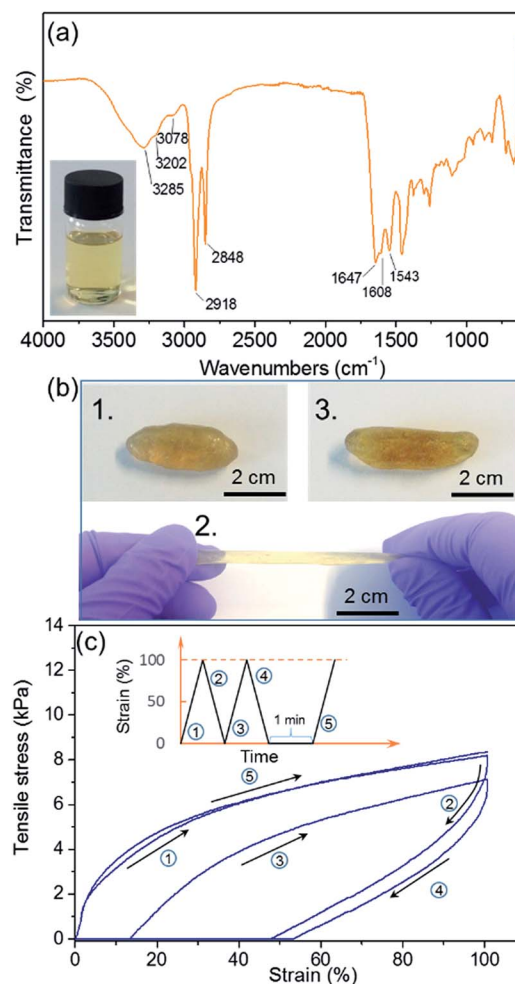 (a)
Transmittance (%)
3078
3202
3285
2848
2918
1647
1608
1543
4000 3500 3000 2500 2000 1500 1000
Wavenumbers (cm⁻¹)
(b)
1.
2 cm
3.
2 cm
2.
2 cm
(c)
Tensile stress (kPa)
14
12
10
8
6
4
2
0
Strain (%)
100
50
0
① ② ③ ④ ⑤
1 min
Time
⑤
①
③
②
④
0 20 40 60 80 100
Strain (%)